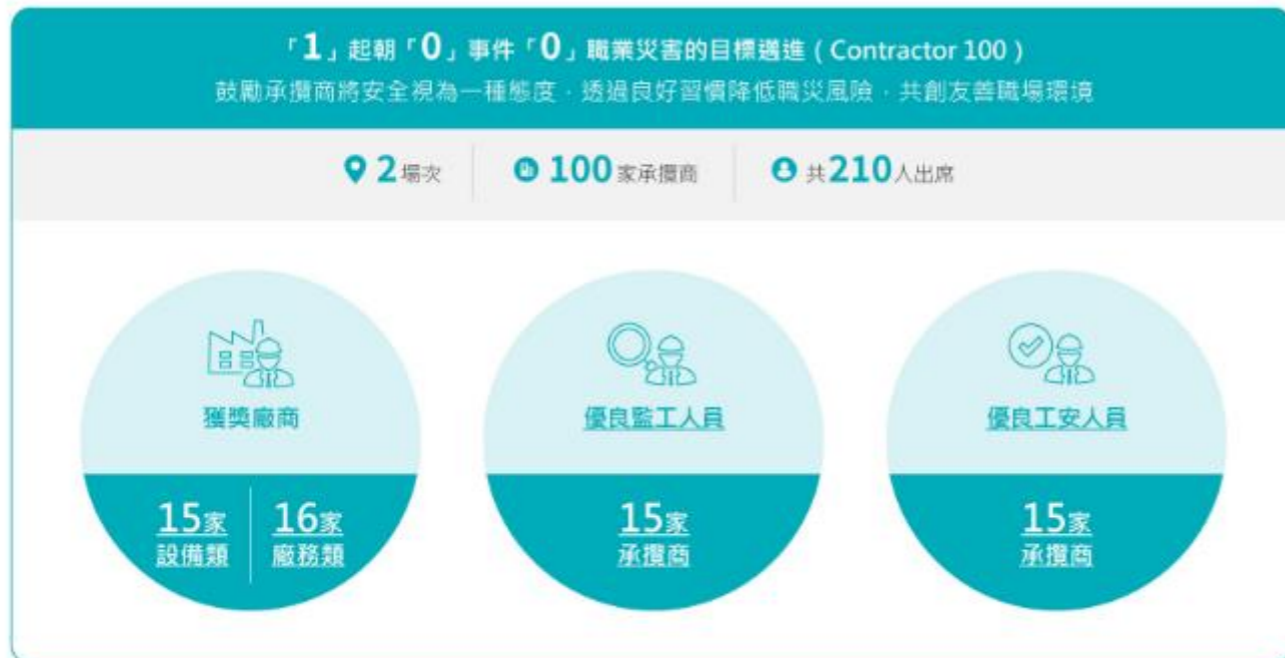 「1」起朝「0」事件「0」職業災害的目標邁進 ( Contractor 100 )
鼓勵承攬商將安全視為一種態度，透過良好習慣降低職災風險，共創友善職場環境
2場次
100家承攬商
共210人出席
獲獎廠商
15家
設備類
16家
廠務類
優良監工人員
15家
承攬商
優良工安人員
15家
承攬商